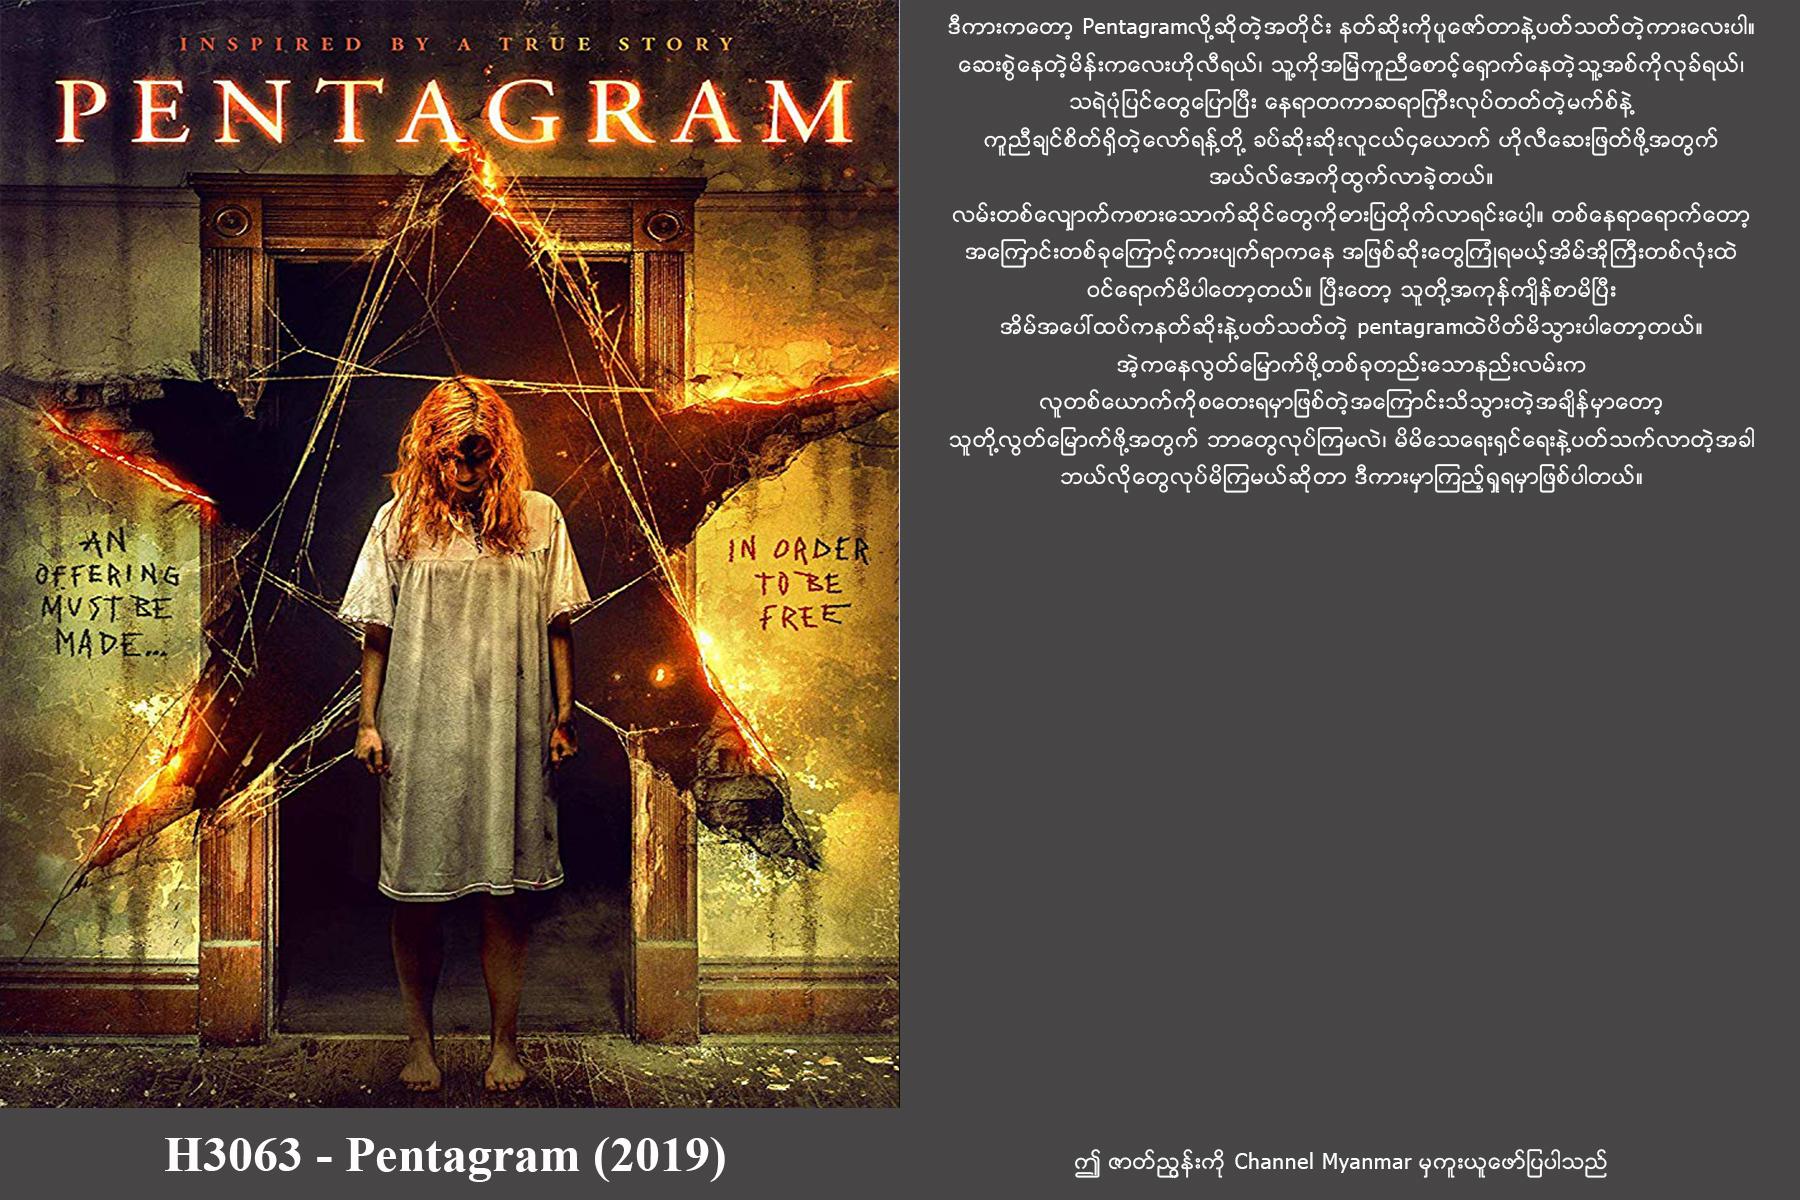 INSPIRED BY A TRUE STORY
PENTAGRAM
AN
OFFERING
MUST BE
MADE...
IN ORDER
TO BE
FREE
H3063 - Pentagram (2019)
ဒီကားကတော့ Pentagramလို့ဆိုတဲ့အတိုင်း နတ်ဆိုးကိုပူဇော်တာနဲ့ပတ်သတ်တဲ့ကားလေးပါ။
ဆေးစွဲနေတဲ့မိန်းကလေးဟိုလီရယ်၊ သူ့ကိုအမြဲကူညီစောင့်ရှောက်နေတဲ့သူ့အစ်ကိုလုခ်ရယ်၊
သရဲပုံပြင်တွေပြောပြီး နေရာတကာဆရာကြီးလုပ်တတ်တဲ့မက်စ်နဲ့
ကူညီချင်စိတ်ရှိတဲ့လော်ရန့်တို့ ခပ်ဆိုးဆိုးလူငယ်၄ယောက် ဟိုလီဆေးဖြတ်ဖို့အတွက်
အယ်လ်အေကိုထွက်လာခဲ့တယ်။
လမ်းတစ်လျှောက်ကစားသောက်ဆိုင်တွေကိုဓားပြတိုက်လာရင်းပေါ့။ တစ်နေရာရောက်တော့
အကြောင်းတစ်ခုကြောင့်ကားပျက်ရာကနေ အဖြစ်ဆိုးတွေကြုံရမယ့်အိမ်အိုကြီးတစ်လုံးထဲ
ဝင်ရောက်မိပါတော့တယ်။ ပြီးတော့ သူတို့အကုန်ကျိန်စာမိပြီး
အိမ်အပေါ်ထပ်ကနတ်ဆိုးနဲ့ပတ်သတ်တဲ့ pentagramထဲပိတ်မိသွားပါတော့တယ်။
အဲ့ကနေလွတ်မြောက်ဖို့တစ်ခုတည်းသောနည်းလမ်းက
လူတစ်ယောက်ကိုစတေးရမှာဖြစ်တဲ့အကြောင်းသိသွားတဲ့အချိန်မှာတော့
သူတို့လွတ်မြောက်ဖို့အတွက် ဘာတွေလုပ်ကြမလဲ၊ မိမိသေရေးရှင်ရေးနဲ့ပတ်သက်လာတဲ့အခါ
ဘယ်လိုတွေလုပ်မိကြမယ်ဆိုတာ ဒီကားမှာကြည့်ရှုရမှာဖြစ်ပါတယ်။
ဤ ဇာတ်ညွှန်းကို Channel Myanmar မှကူးယူဖော်ပြပါသည်